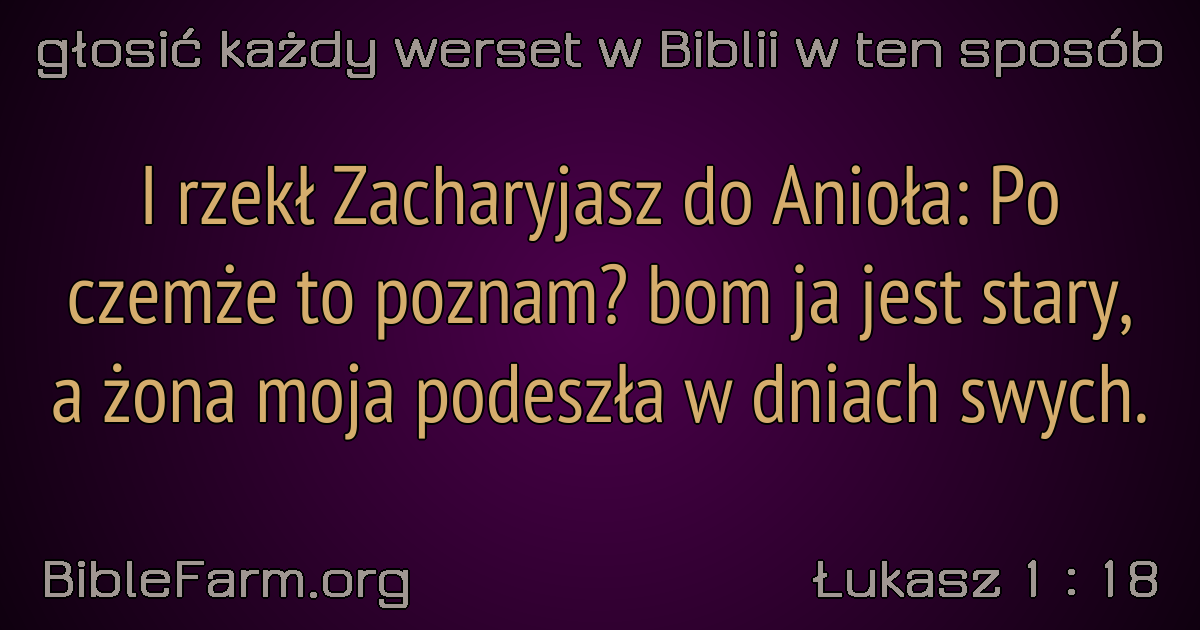 głosić każdy werset w Biblii w ten sposób
I rzekł Zacharyjasz do Anioła: Po
czemże to poznam? bom ja jest stary,
a żona moja podeszła w dniach swych.
BibleFarm.org
Łukasz 1 : 18